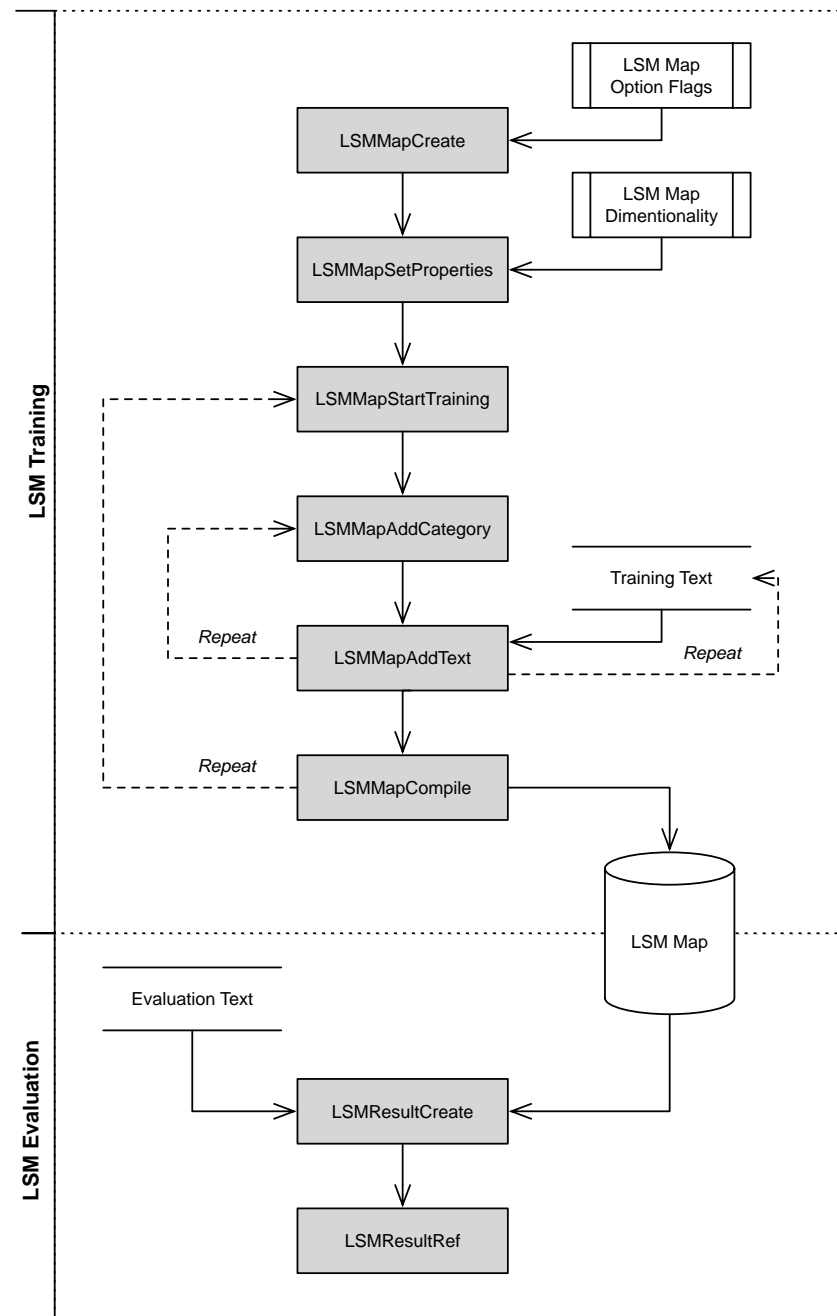 LSM Training
LSM Map
Option Flags
LSMMapCreate
LSM Map
Dimentionality
LSMMapSetProperties
LSMMapStartTraining
LSMMapAddCategory
Training Text
Repeat
LSMMapAddText
Repeat
Repeat
LSMMapCompile
LSM Map
LSM Evaluation
Evaluation Text
LSMResultCreate
LSMResultRef